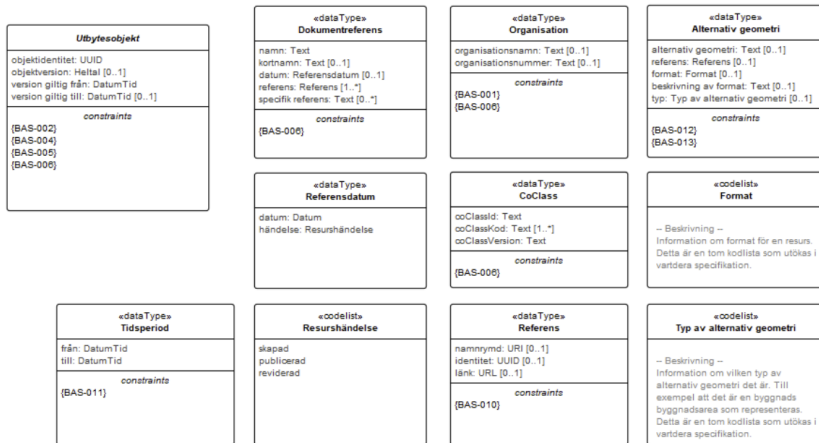 Utbytesobjekt
objektidentitet: UUID
objektversion: Heltal [0..1]
version giltig från: DatumTid
version giltig till: DatumTid [0..1]
constraints
{BAS-002}
{BAS-004}
{BAS-005}
{BAS-006}
«dataType»
Dokumentreferens
namn: Text
kortnamn: Text [0..1]
datum: Referensdatum [0..1]
referens: Referens [1..*]
specifik referens: Text [0..*]
constraints
{BAS-006}
«dataType»
Organisation
organisationsnamn: Text [0..1]
organisationsnummer: Text [0..1]
constraints
{BAS-001}
{BAS-006}
«dataType»
Alternativ geometri
alternativ geometri: Text [0..1]
referens: Referens [0..1]
format: Format [0..1]
beskrivning av format: Text [0..1]
typ: Typ av alternativ geometri [0..1]
constraints
{BAS-012}
{BAS-013}
«dataType»
Referensdatum
datum: Datum
händelse: Resurshändelse
«dataType»
CoClass
coClassId: Text
coClassKod: Text [1..*]
coClassVersion: Text
constraints
{BAS-006}
«codelist»
Format
-- Beskrivning --
Information om format för en resurs.
Detta är en tom kodlista som utökas i
vartdera specifikation.
«dataType»
Tidsperiod
från: DatumTid
till: DatumTid
constraints
{BAS-011}
«codelist»
Resurshändelse
skapad
publicerad
reviderad
«dataType»
Referens
namnrymd: URI [0..1]
identitet: UUID [0..1]
länk: URL [0..1]
constraints
{BAS-010}
«codelist»
Typ av alternativ geometri
-- Beskrivning --
Information om vilken typ av
alternativ geometri det är. Till
exempel att det är en byggnads
byggnadsarea som representeras.
Detta är en tom kodlista som utökas i
vartdera specifikation.